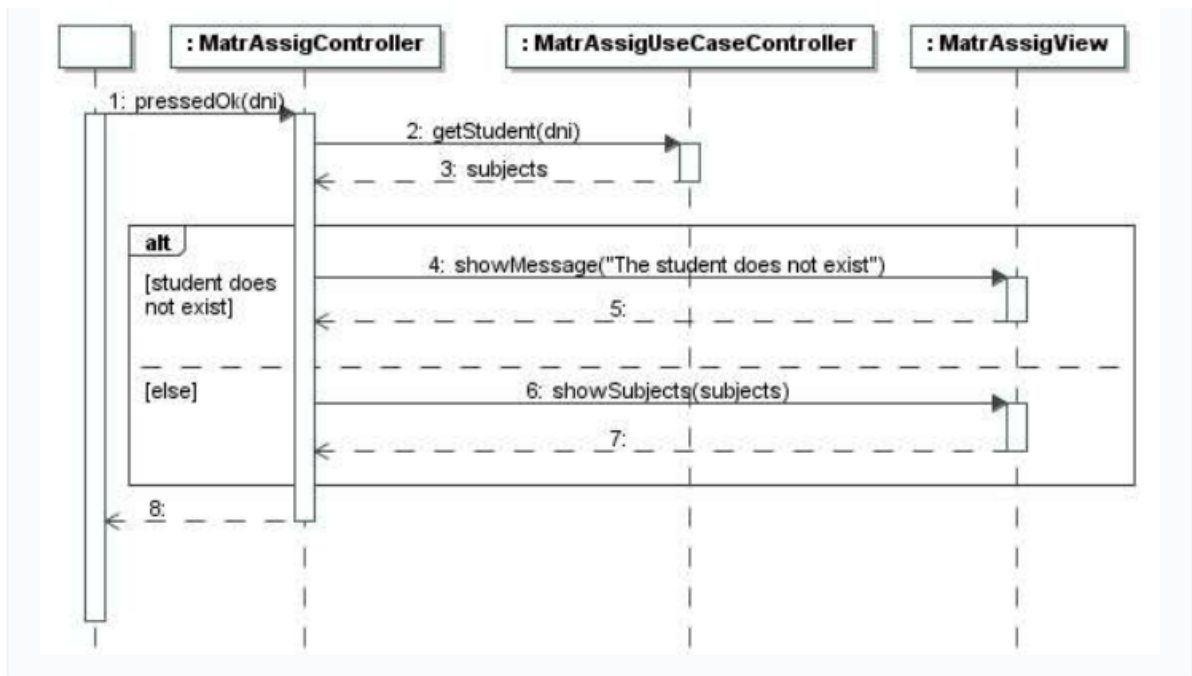 : MatrAssigController
: MatrAssigUseCaseController
: MatrAssigView
1: pressedOk(dni)
2: getStudent(dni)
3: subjects
alt
4: showMessage("The student does not exist")
[student does
not exist]
5:
[else]
6: showSubjects(subjects)
7:
8: